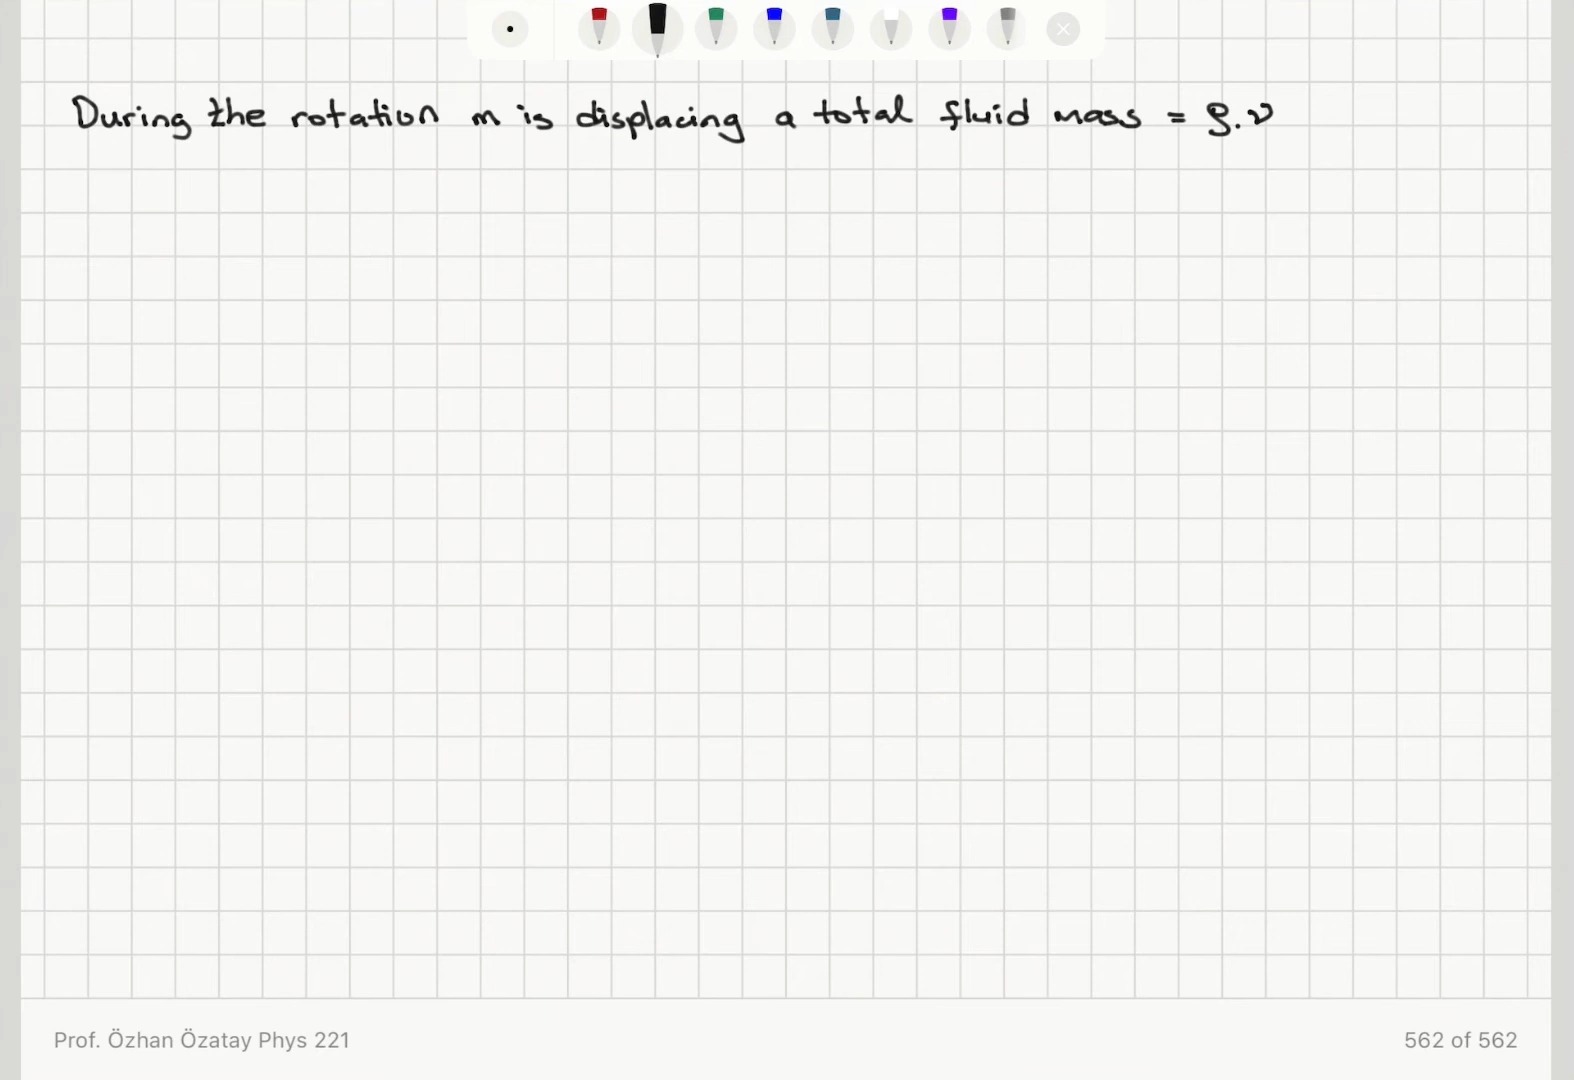 During the rotation m is displacing a total fluid mass = ρ.v
Prof. Özhan Özatay Phys 221
562 of 562